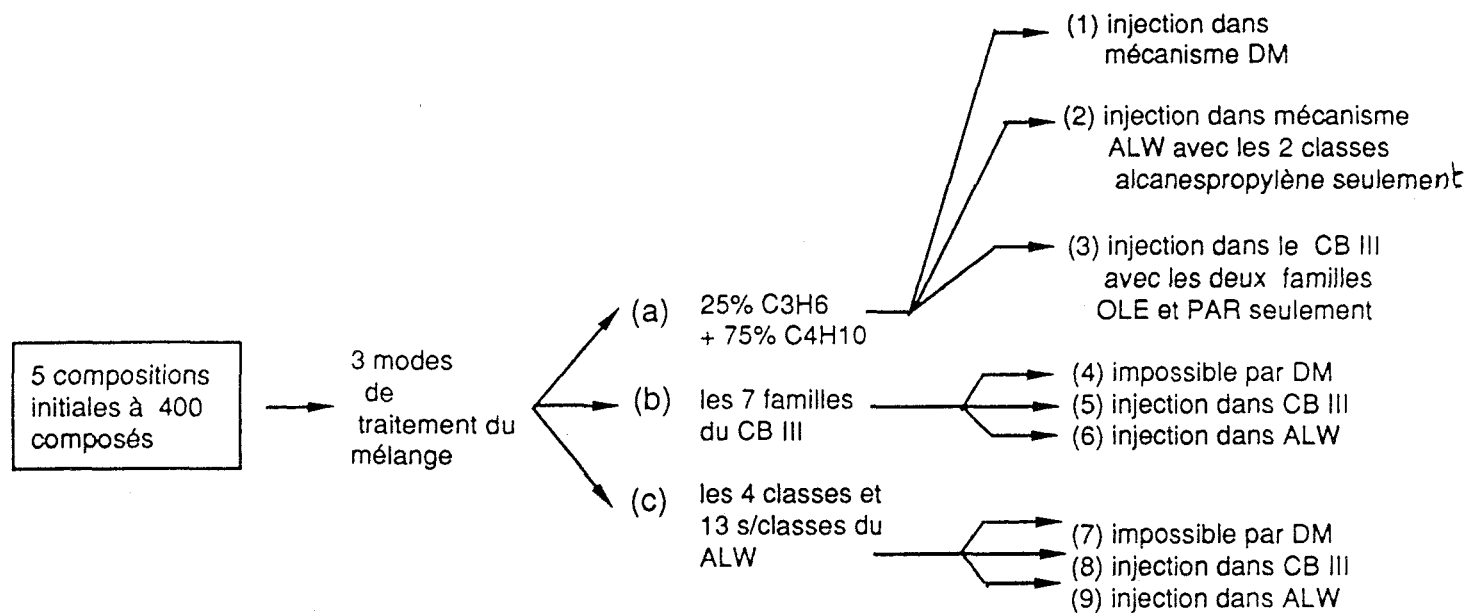 5 compositions
initiales à 400
composés
3 modes
de
traitement du
mélange
(a) 25% C3H6
+ 75% C4H10
(1) injection dans
mécanisme DM
(2) injection dans mécanisme
ALW avec les 2 classes
alcanespropylène seulement
(3) injection dans le CB III
avec les deux familles
OLE et PAR seulement
(b) les 7 familles
du CB III
(4) impossible par DM
(5) injection dans CB III
(6) injection dans ALW
(c) les 4 classes et
13 s/classes du
ALW
(7) impossible par DM
(8) injection dans CB III
(9) injection dans ALW